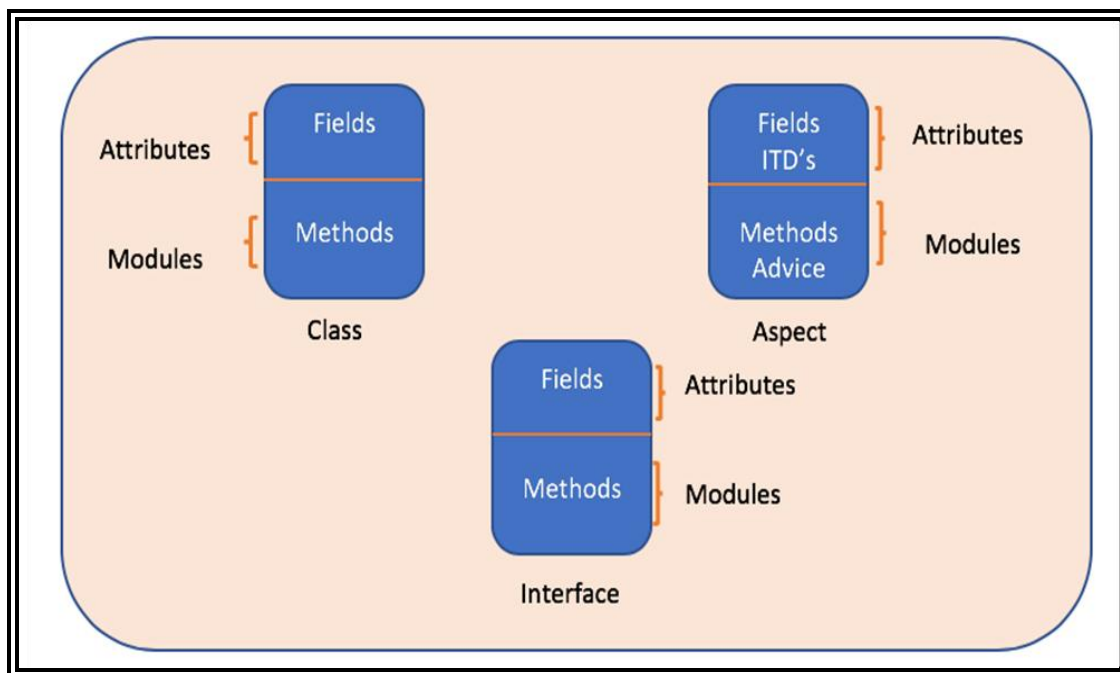 Attributes
Fields
Modules
Methods
Class
Fields
ITD's
Attributes
Methods
Advice
Modules
Aspect
Fields
Attributes
Methods
Modules
Interface